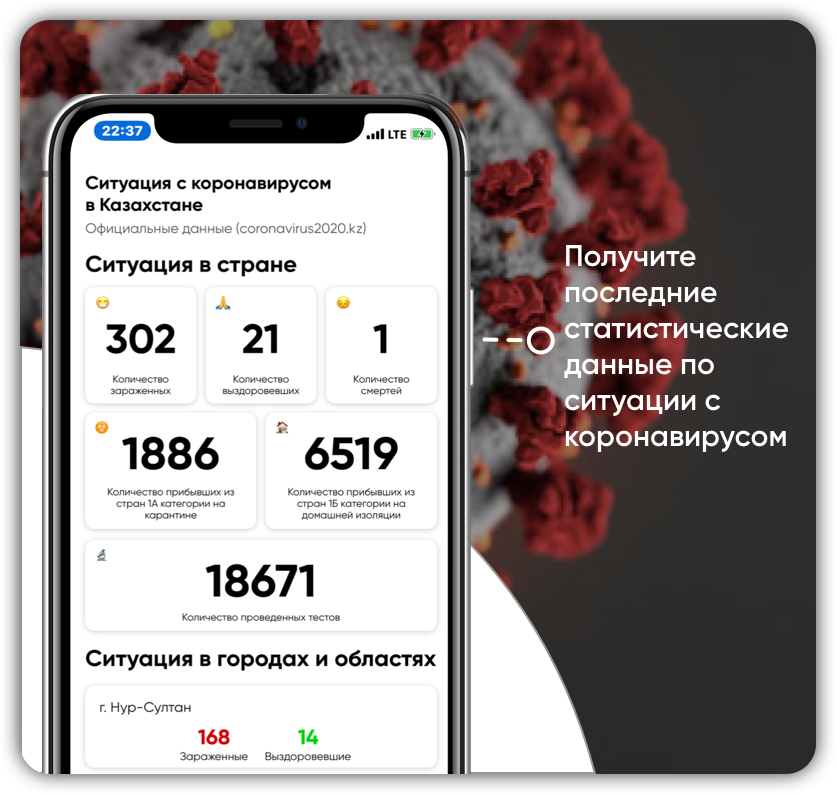 22:37
LTE
Ситуация с коронавирусом
в Казахстане
Официальные данные (coronavirus2020.kz)
Ситуация в стране
302
Количество
зараженных
21
Количество
выздоровевших
1
Количество
смертей
1886
Количество прибывших из
стран 1А категории на
карантине
6519
Количество прибывших из
стран 1Б категории на
домашней изоляции
18671
Количество проведенных тестов
Ситуация в городах и областях
г. Нур-Султан
168
Зараженные
14
Выздоровевшие
Получите
последние
статистические
данные по
ситуации с
коронавирусом